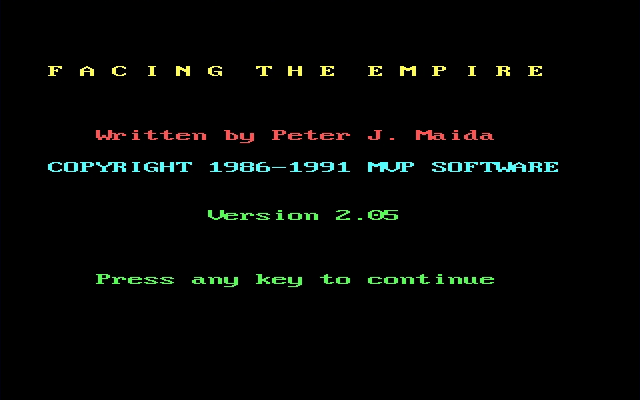 F A C I N G  T H E  E M P I R E
Written by Peter J. Maida
COPYRIGHT 1986-1991 MVP SOFTWARE
Version 2.05
Press any key to continue